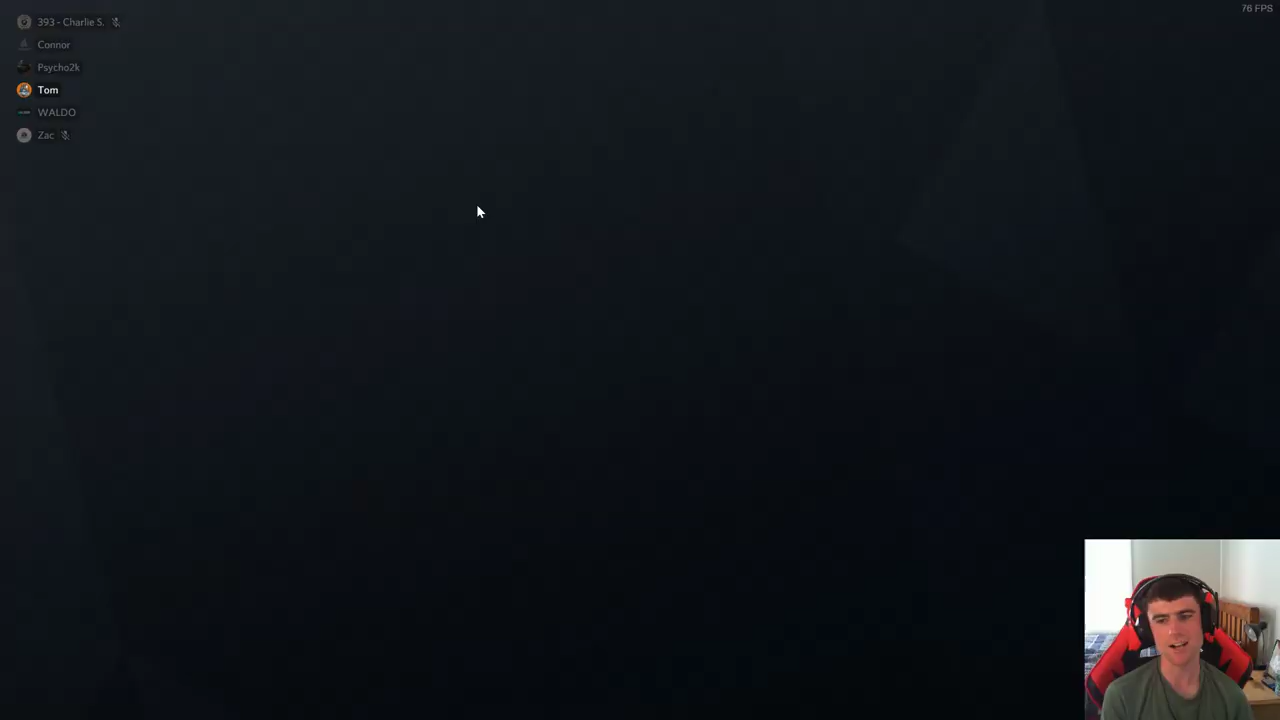 76 FPS
393 - Charlie S.
Connor
Psycho2k
Tom
WALDO
Zac